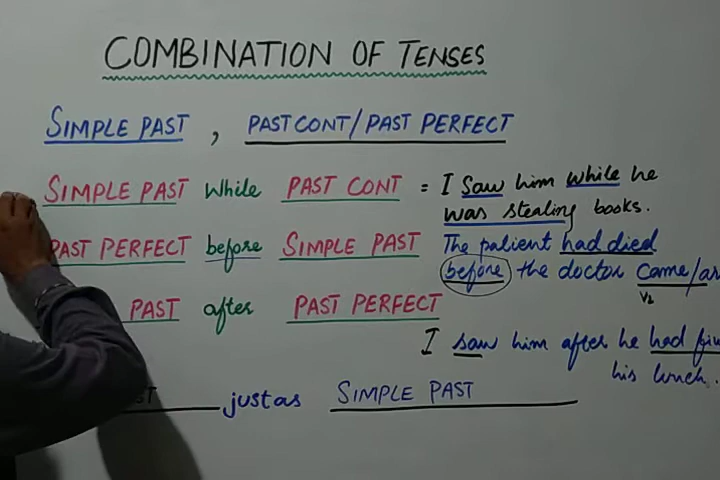 COMBINATION OF TENSES
SIMPLE PAST , PAST CONT/PAST PERFECT
SIMPLE PAST while PAST CONT = I Saw him while he
was stealing books.
PAST PERFECT before SIMPLE PAST The patient had died
before the doctor came/
V2
PAST after PAST PERFECT
I saw him after he had
his lunch.
just as SIMPLE PAST